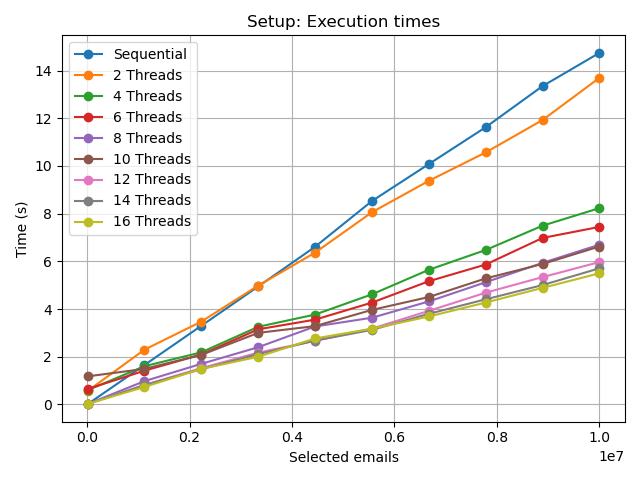 Setup: Execution times
Sequential
2 Threads
4 Threads
6 Threads
8 Threads
10 Threads
12 Threads
14 Threads
16 Threads
Time (s)
14
12
10
8
6
4
2
0
0.0 0.2 0.4 0.6 0.8 1.0
1e7
Selected emails